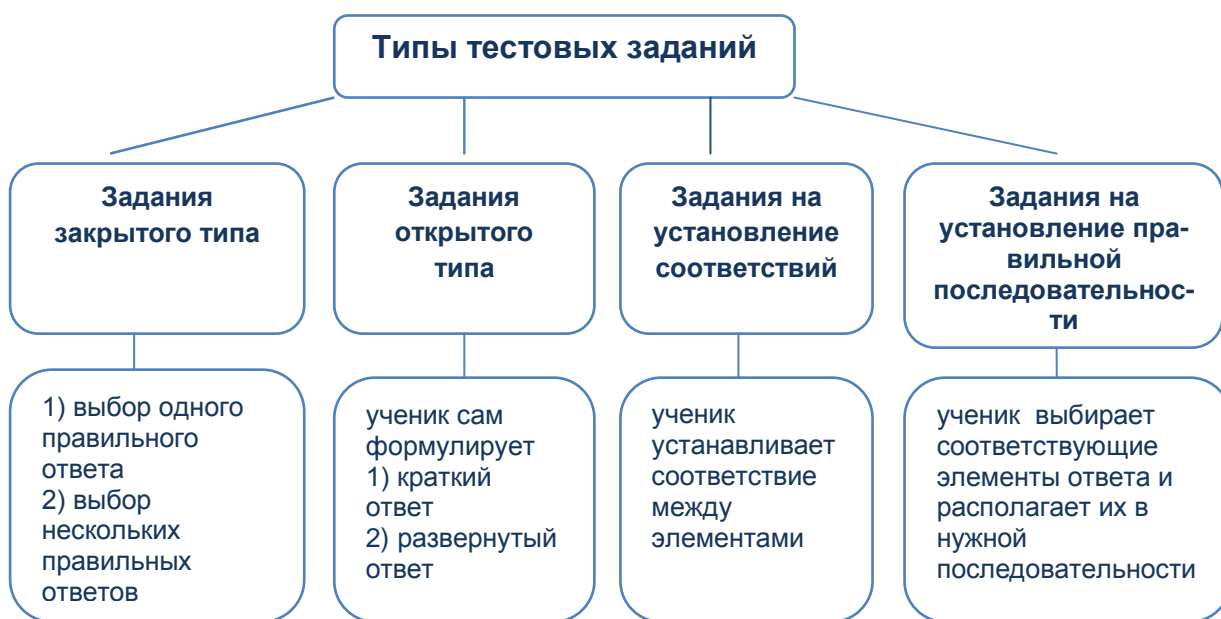 Типы тестовых заданий
Задания
закрытого типа
Задания
открытого
типа
Задания на
установление
соответствий
Задания на
установление пра-
вильной
последовательнос-
ти
1) выбор одного
правильного
ответа
2) выбор
нескольких
правильных
ответов
ученик сам
формулирует
1) краткий
ответ
2) развернутый
ответ
ученик
устанавливает
соответствие
между
элементами
ученик выбирает
соответствующие
элементы ответа и
располагает их в
нужной
последовательности